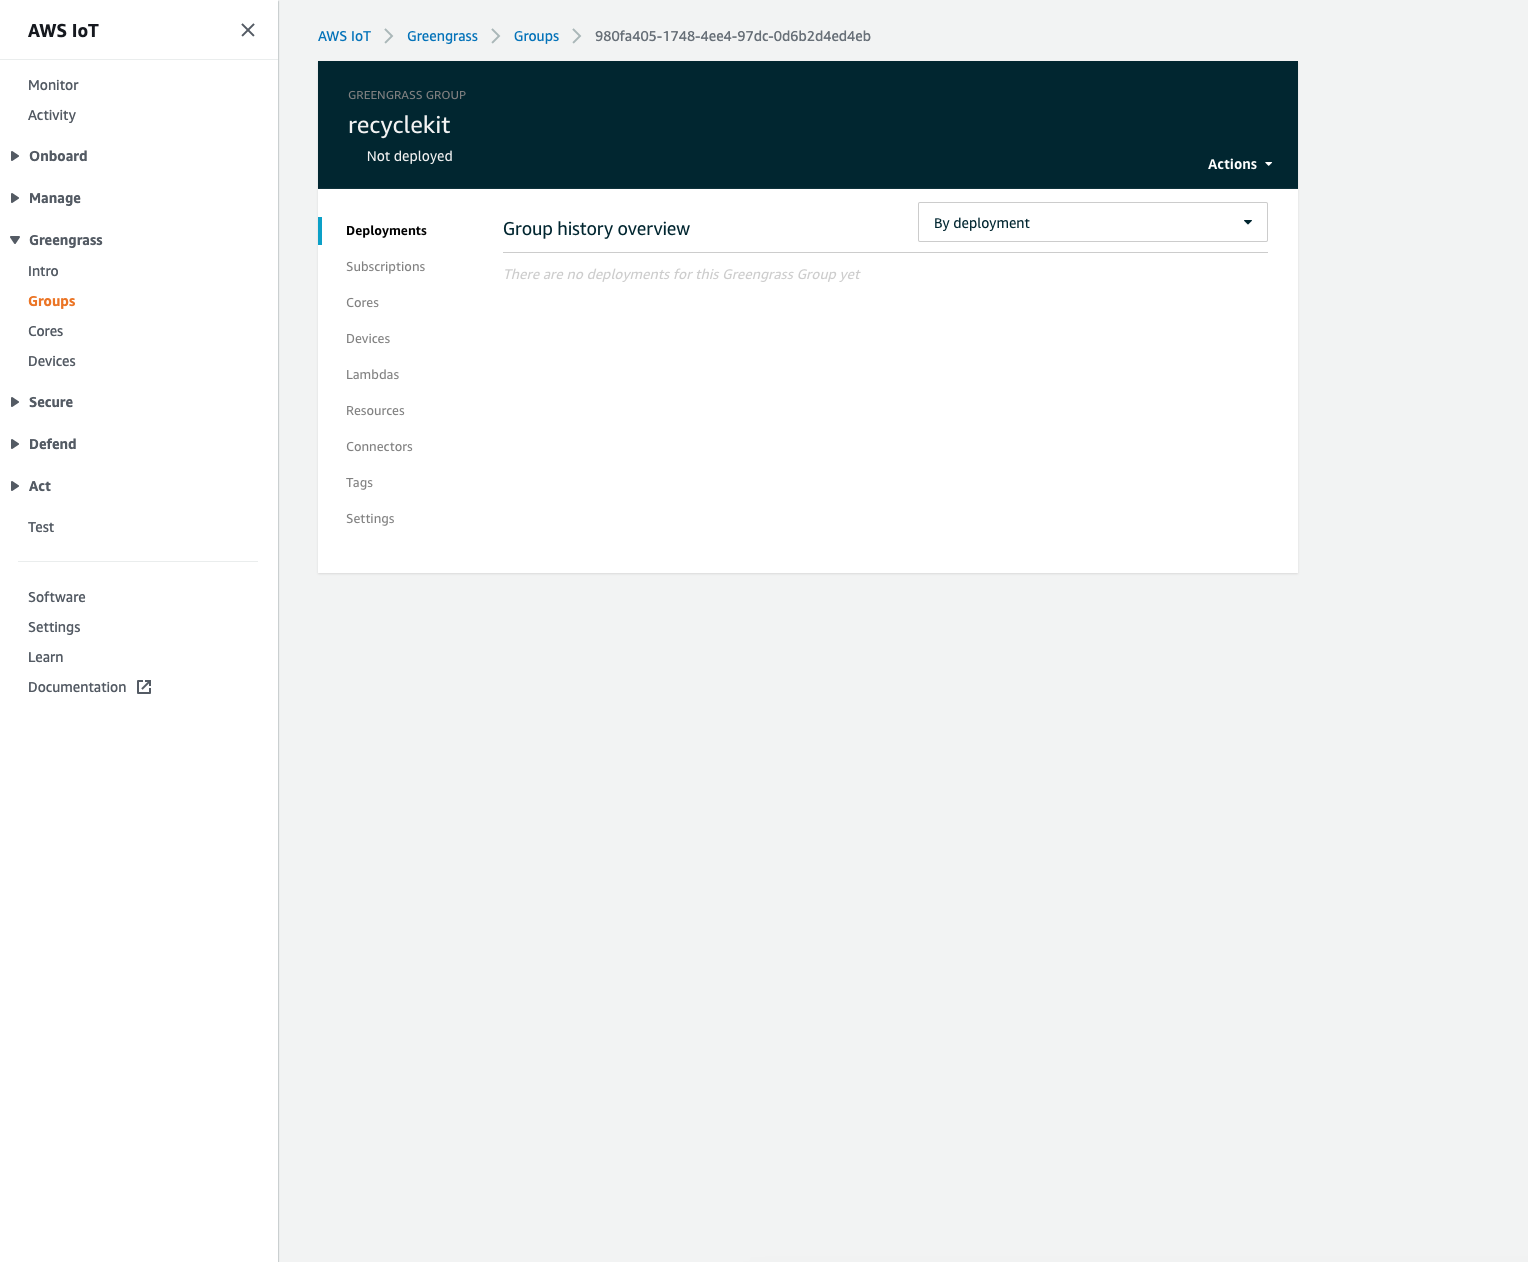 AWS IoT
Monitor
Activity
Onboard
Manage
Greengrass
Intro
Groups
Cores
Devices
Secure
Defend
Act
Test
Software
Settings
Learn
Documentation
AWS IoT Greengrass Groups 980fa405-1748-4ee4-97dc-0d6b2d4ed4eb
GREENGRASS GROUP
recyclekit
Not deployed
Actions
Deployments
Subscriptions
Cores
Devices
Lambdas
Resources
Connectors
Tags
Settings
Group history overview
By deployment
There are no deployments for this Greengrass Group yet